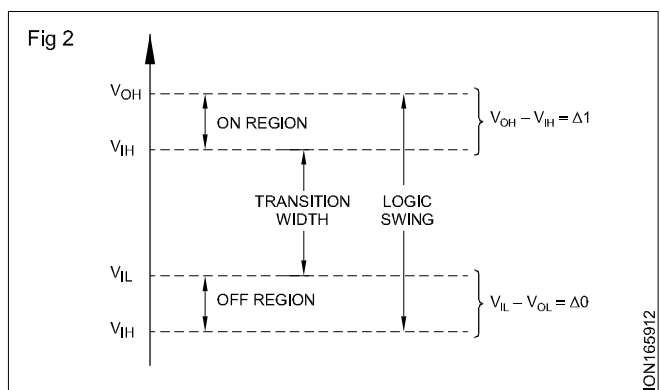 Fig 2
VOH
ON REGION
VOH – VIH = Δ1
VIH
TRANSITION
WIDTH
LOGIC
SWING
VIL
OFF REGION
VIL – VOL = Δ0
VIH
ION165912